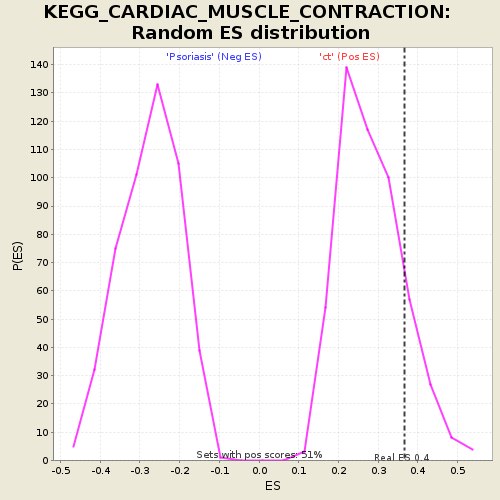 KEGG_CARDIAC_MUSCLE_CONTRACTION:
Random ES distribution
'Psoriasis' (Neg ES) 'ct' (Pos ES)
140
130
120
110
100
90
80
70
60
50
40
30
20
10
0
P(ES)
Sets with pos scores: 51%
Real ES 0.4
-0.5 -0.4 -0.3 -0.2 -0.1 0.0 0.1 0.2 0.3 0.4 0.5
ES